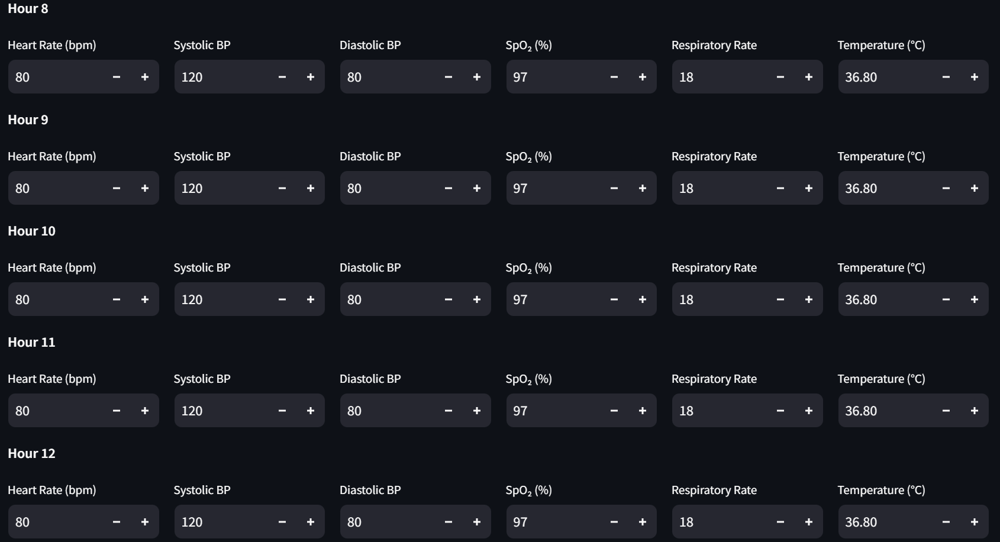 Hour 8
Heart Rate (bpm) Systolic BP Diastolic BP SpO₂ (%) Respiratory Rate Temperature (°C)
80 − + 120 − + 80 − + 97 − + 18 − + 36.80 − +
Hour 9
Heart Rate (bpm) Systolic BP Diastolic BP SpO₂ (%) Respiratory Rate Temperature (°C)
80 − + 120 − + 80 − + 97 − + 18 − + 36.80 − +
Hour 10
Heart Rate (bpm) Systolic BP Diastolic BP SpO₂ (%) Respiratory Rate Temperature (°C)
80 − + 120 − + 80 − + 97 − + 18 − + 36.80 − +
Hour 11
Heart Rate (bpm) Systolic BP Diastolic BP SpO₂ (%) Respiratory Rate Temperature (°C)
80 − + 120 − + 80 − + 97 − + 18 − + 36.80 − +
Hour 12
Heart Rate (bpm) Systolic BP Diastolic BP SpO₂ (%) Respiratory Rate Temperature (°C)
80 − + 120 − + 80 − + 97 − + 18 − + 36.80 − +